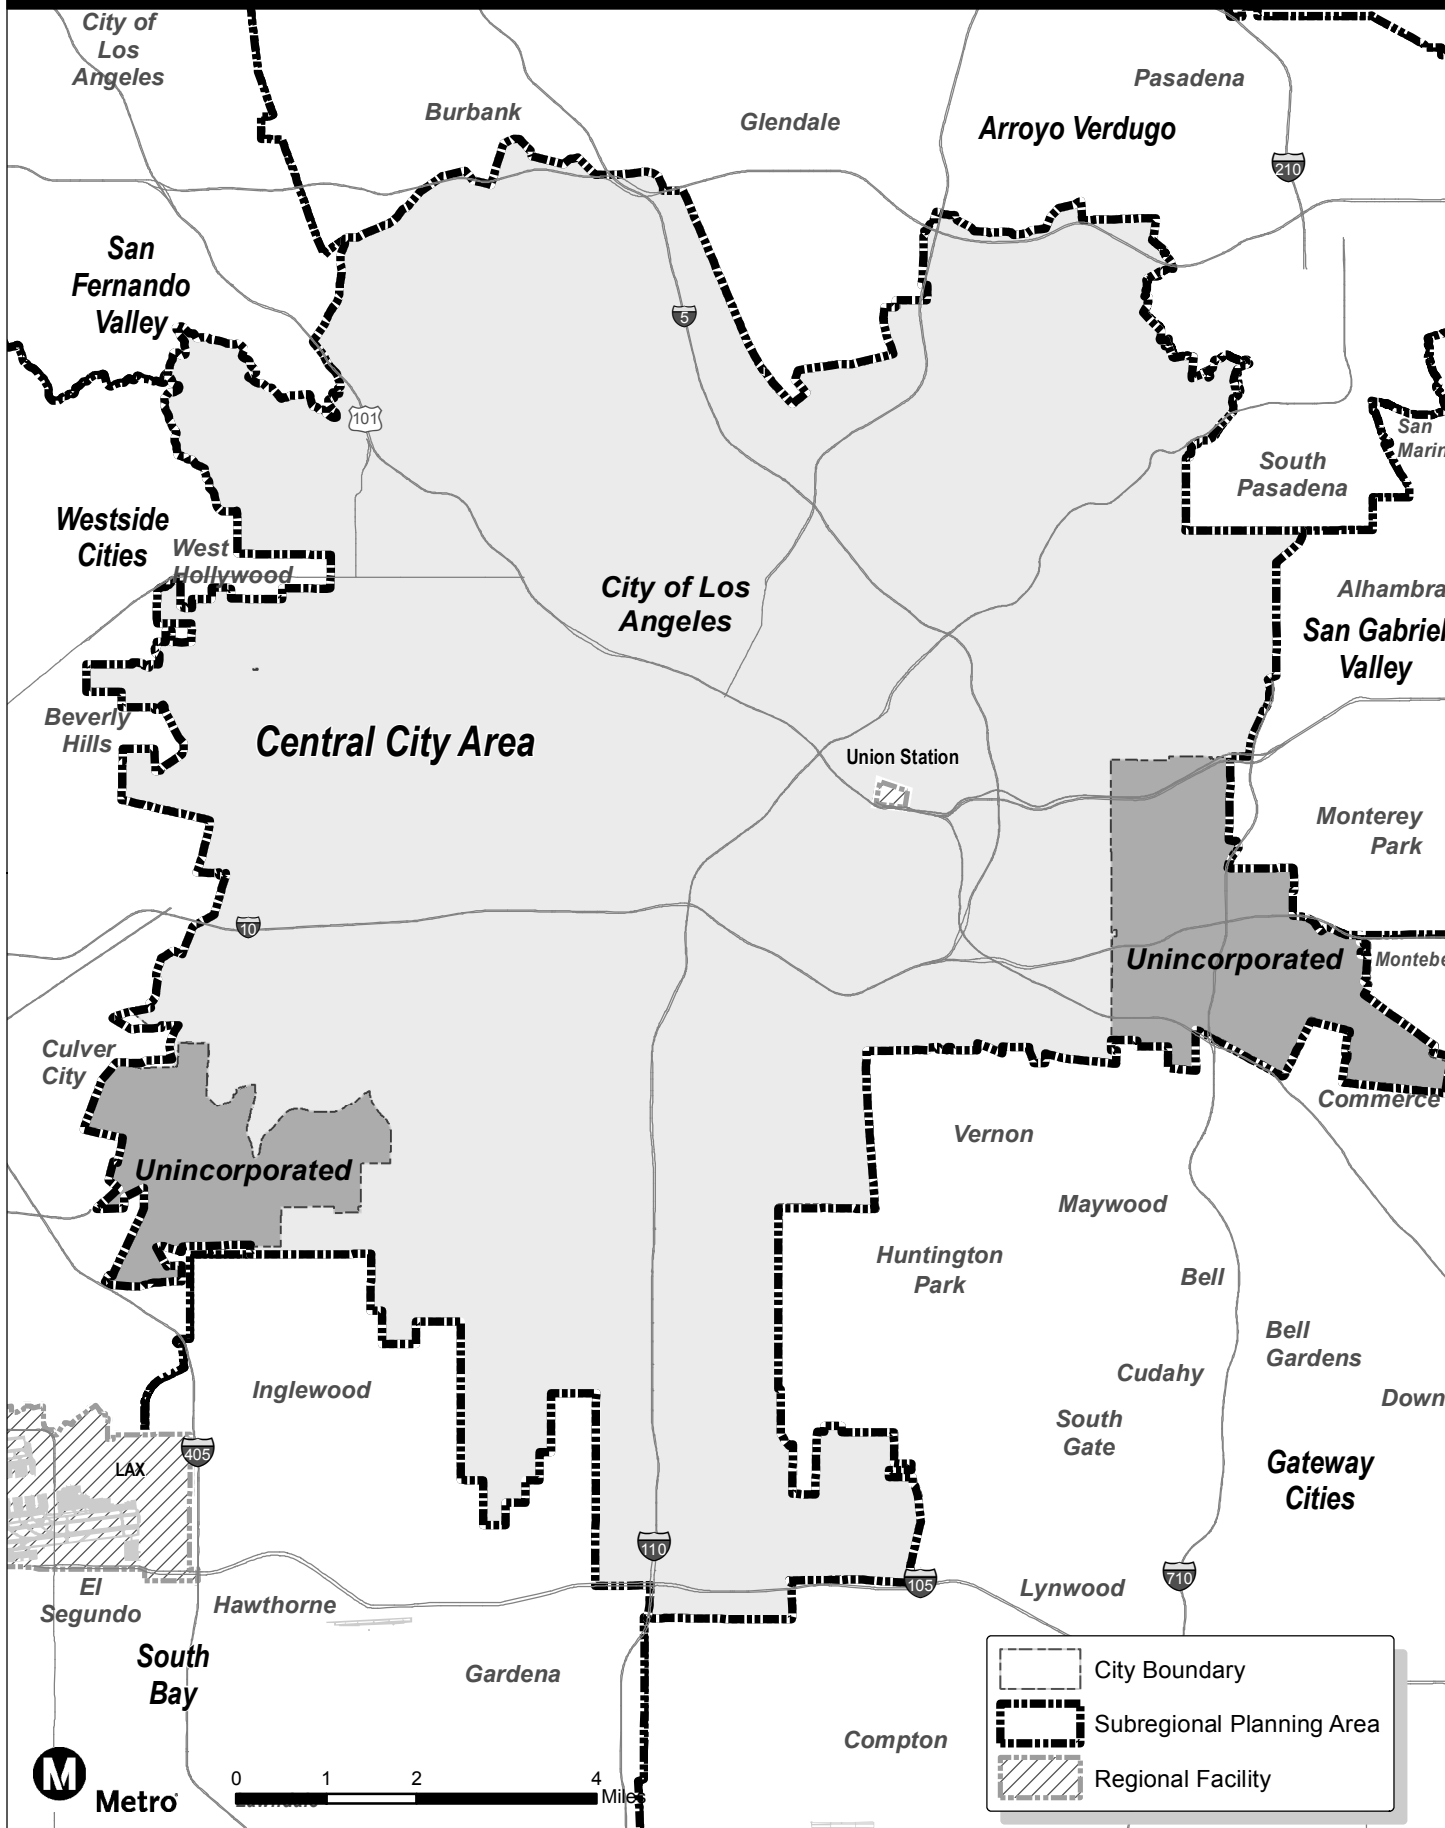 City of
Los
Angeles
Burbank
Glendale
Pasadena
Arroyo Verdugo
210
San
Fernando
Valley
5
101
San
Marin
South
Pasadena
Westside
Cities
West
Hollywood
City of Los
Angeles
Alhambra
San Gabriel
Valley
Beverly
Hills
Central City Area
Union Station
Monterey
Park
10
Unincorporated
Montebe
Culver
City
Commerce
Vernon
Unincorporated
Maywood
Huntington
Park
Bell
Bell
Gardens
Inglewood
Cudahy
Down
South
Gate
405
LAX
Gateway
Cities
110
105
710
El
Segundo
Hawthorne
Lynwood
South
Bay
Gardena
Compton
City Boundary
Subregional Planning Area
Regional Facility
M
Metro
0 1 2 4
Miles